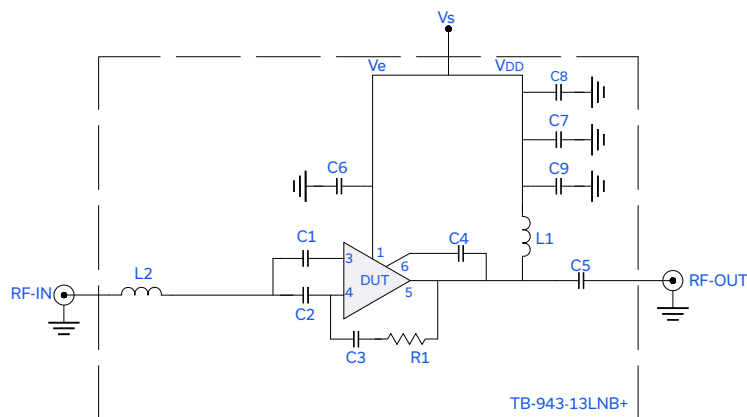 Vs
Ve
VDD
C8
C7
C6
C9
C1
C4
L1
L2
3
1
6
DUT
C5
RF-IN
4
5
RF-OUT
C2
C3
R1
TB-943-13LNB+